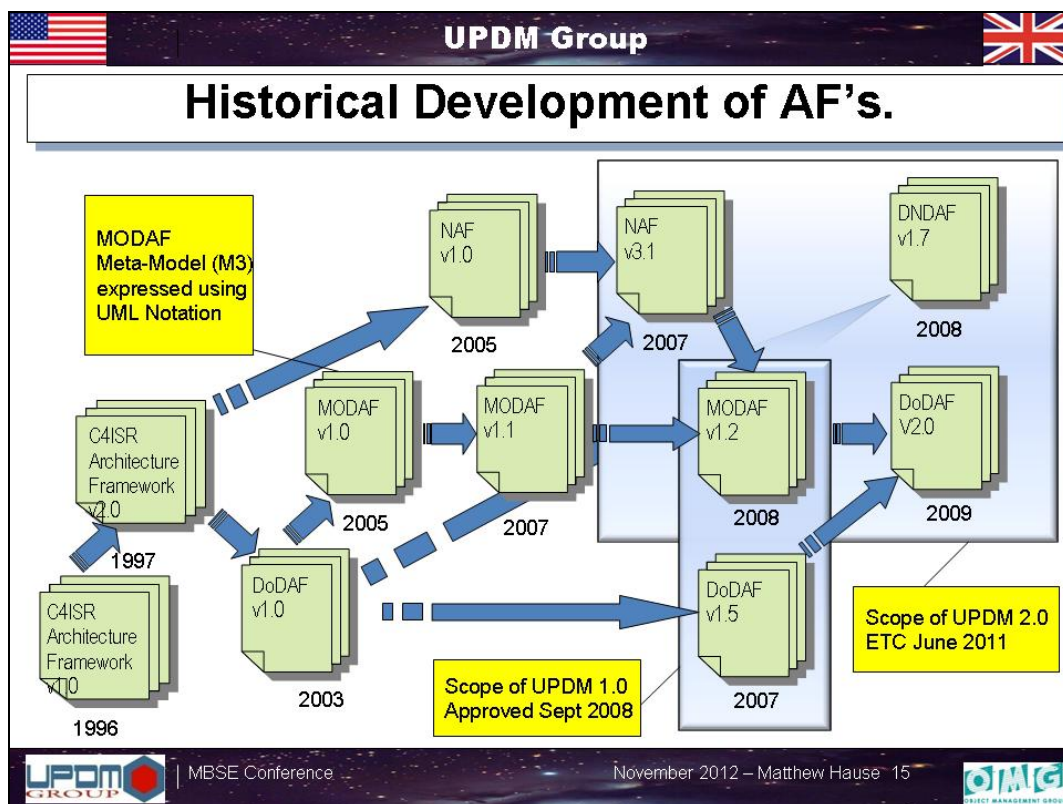 UPDM Group
Historical Development of AF's.
MODAF
Meta-Model (M3)
expressed using
UML Notation
NAF
v1.0
2005
NAF
v3.1
2007
DNDAF
v1.7
2008
C4ISR
Architecture
Framework
v2.0
1997
MODAF
v1.0
2005
MODAF
v1.1
2007
MODAF
v1.2
2008
DoDAF
V2.0
2009
C4ISR
Architecture
Framework
v1.0
1996
DoDAF
v1.0
2003
DoDAF
v1.5
2007
Scope of UPDM 1.0
Approved Sept 2008
Scope of UPDM 2.0
ETC June 2011
UPDM
GROUP
MBSE Conference
November 2012 – Matthew Hause 15
OMG
OBJECT MANAGEMENT GROUP